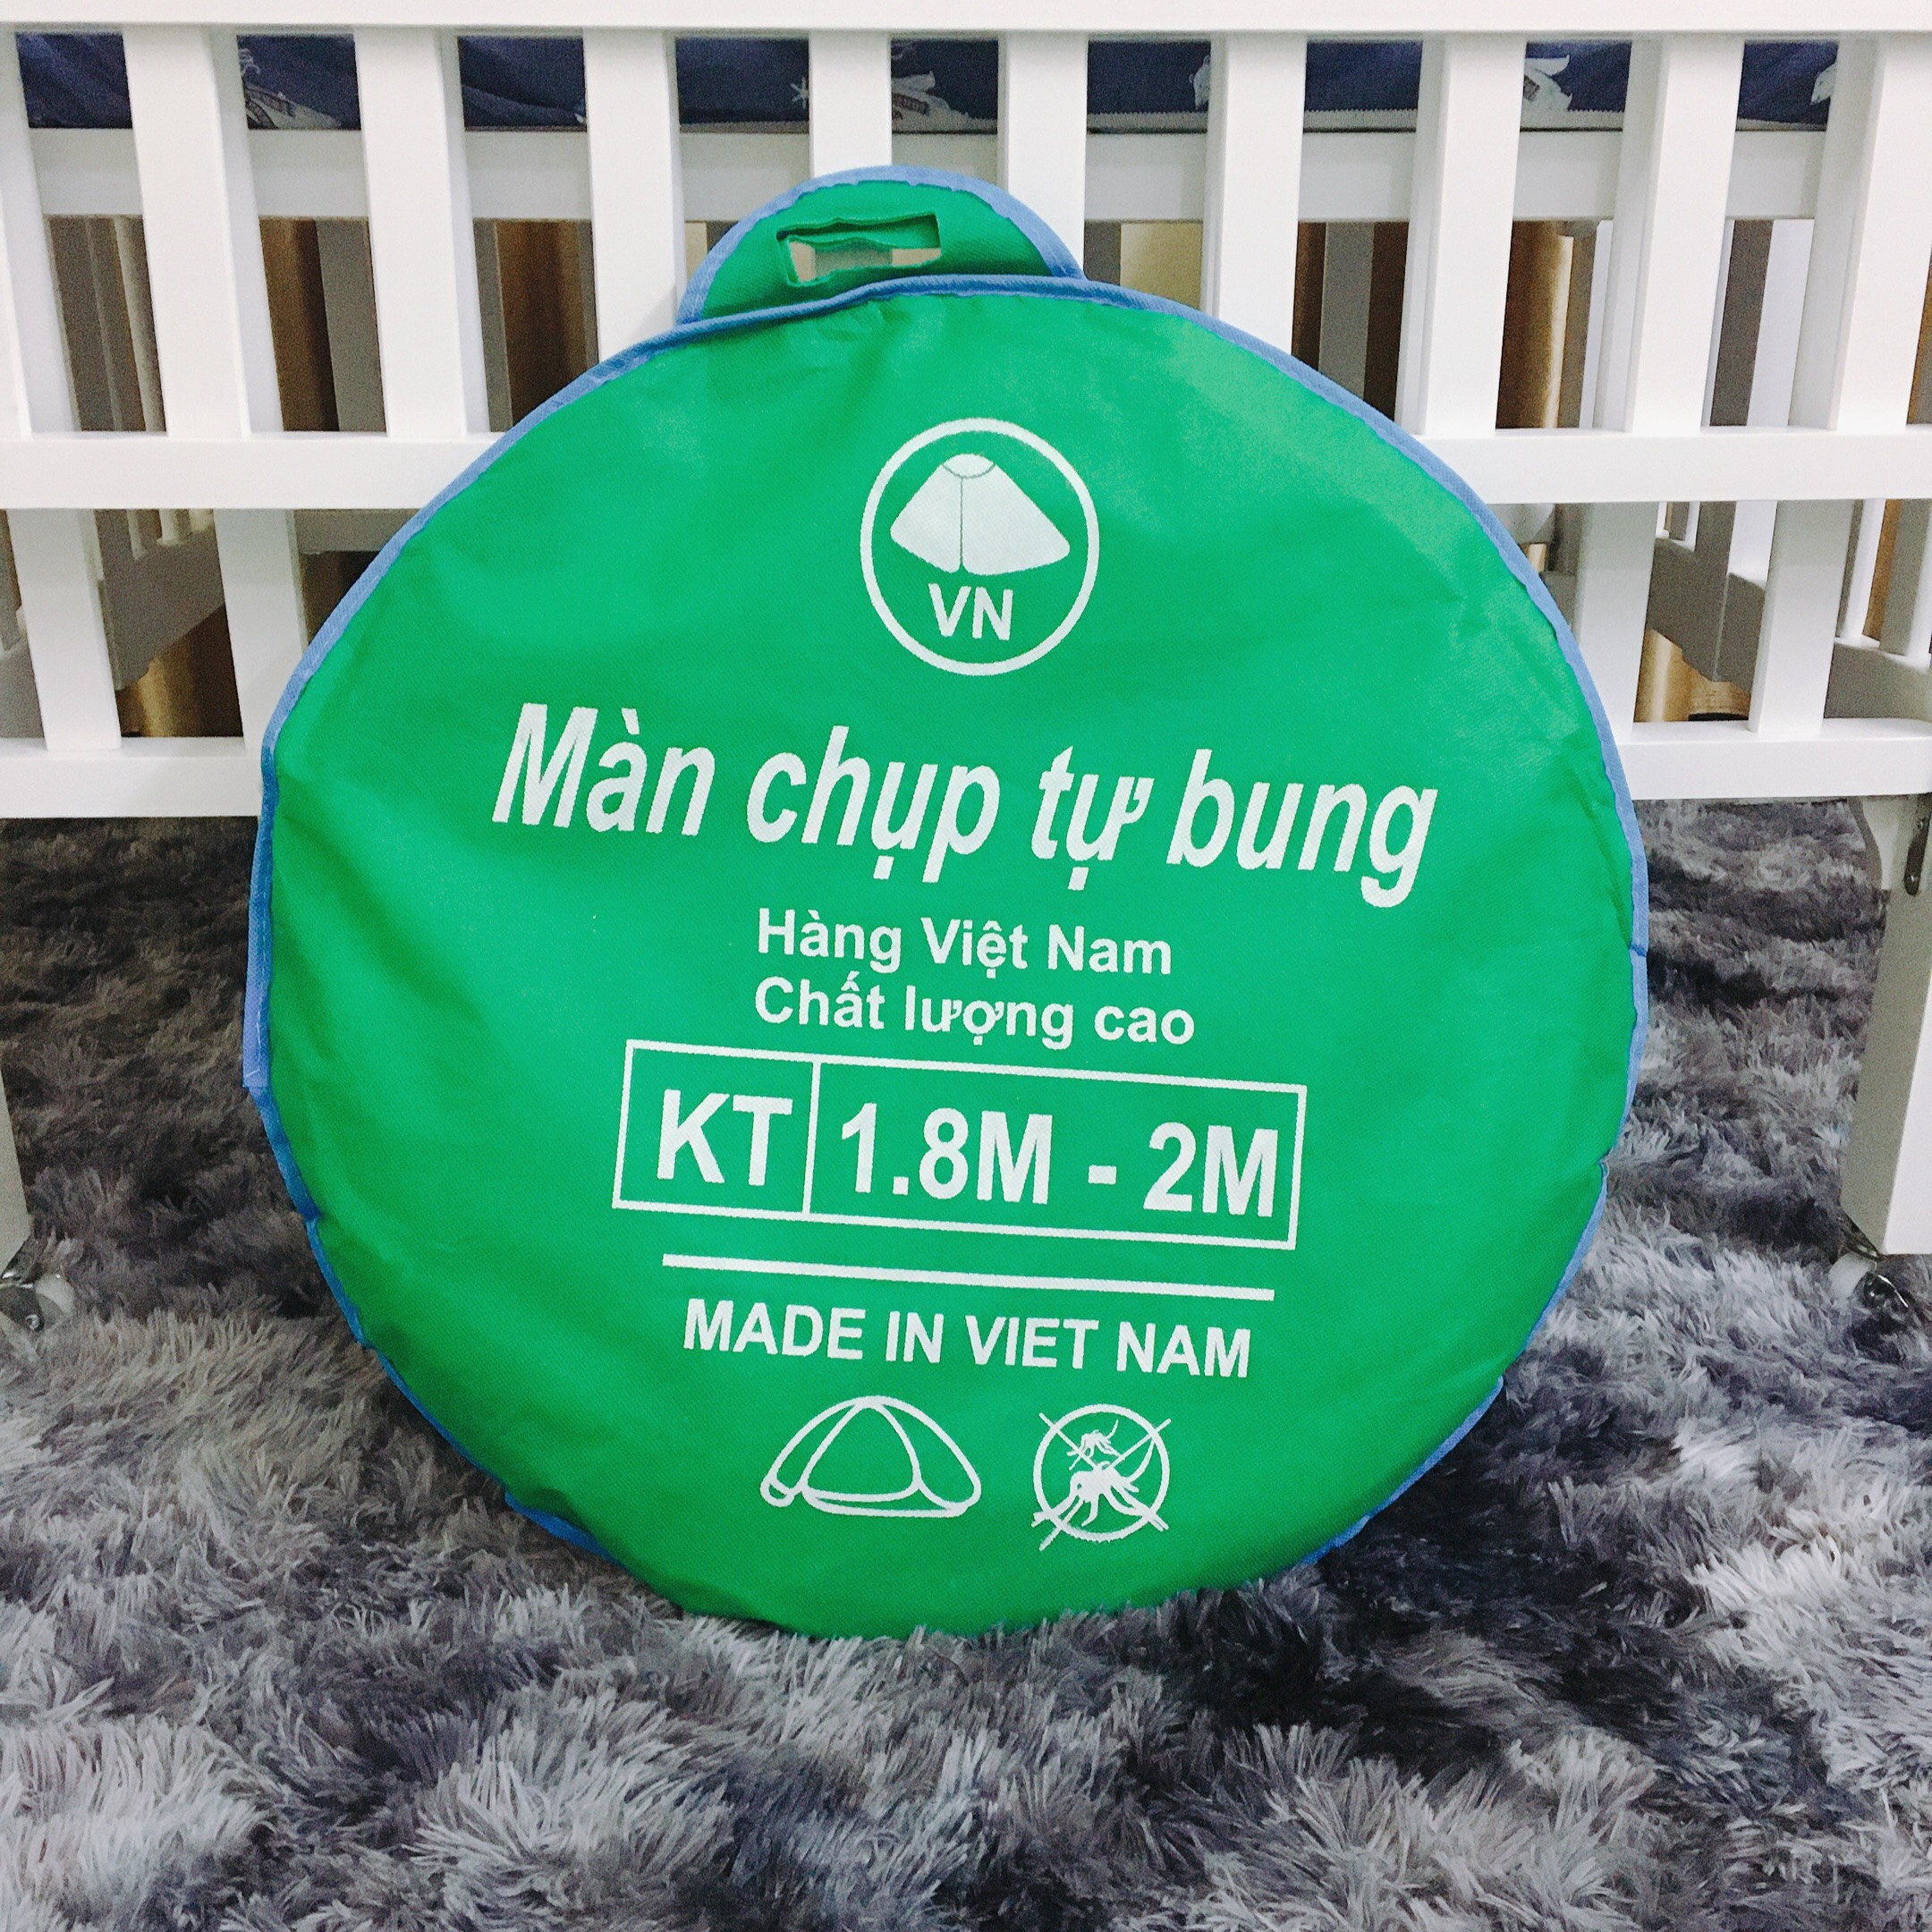 VN
Màn chụp tự bung
Hàng Việt Nam
Chất lượng cao
KT 1.8M - 2M
MADE IN VIET NAM